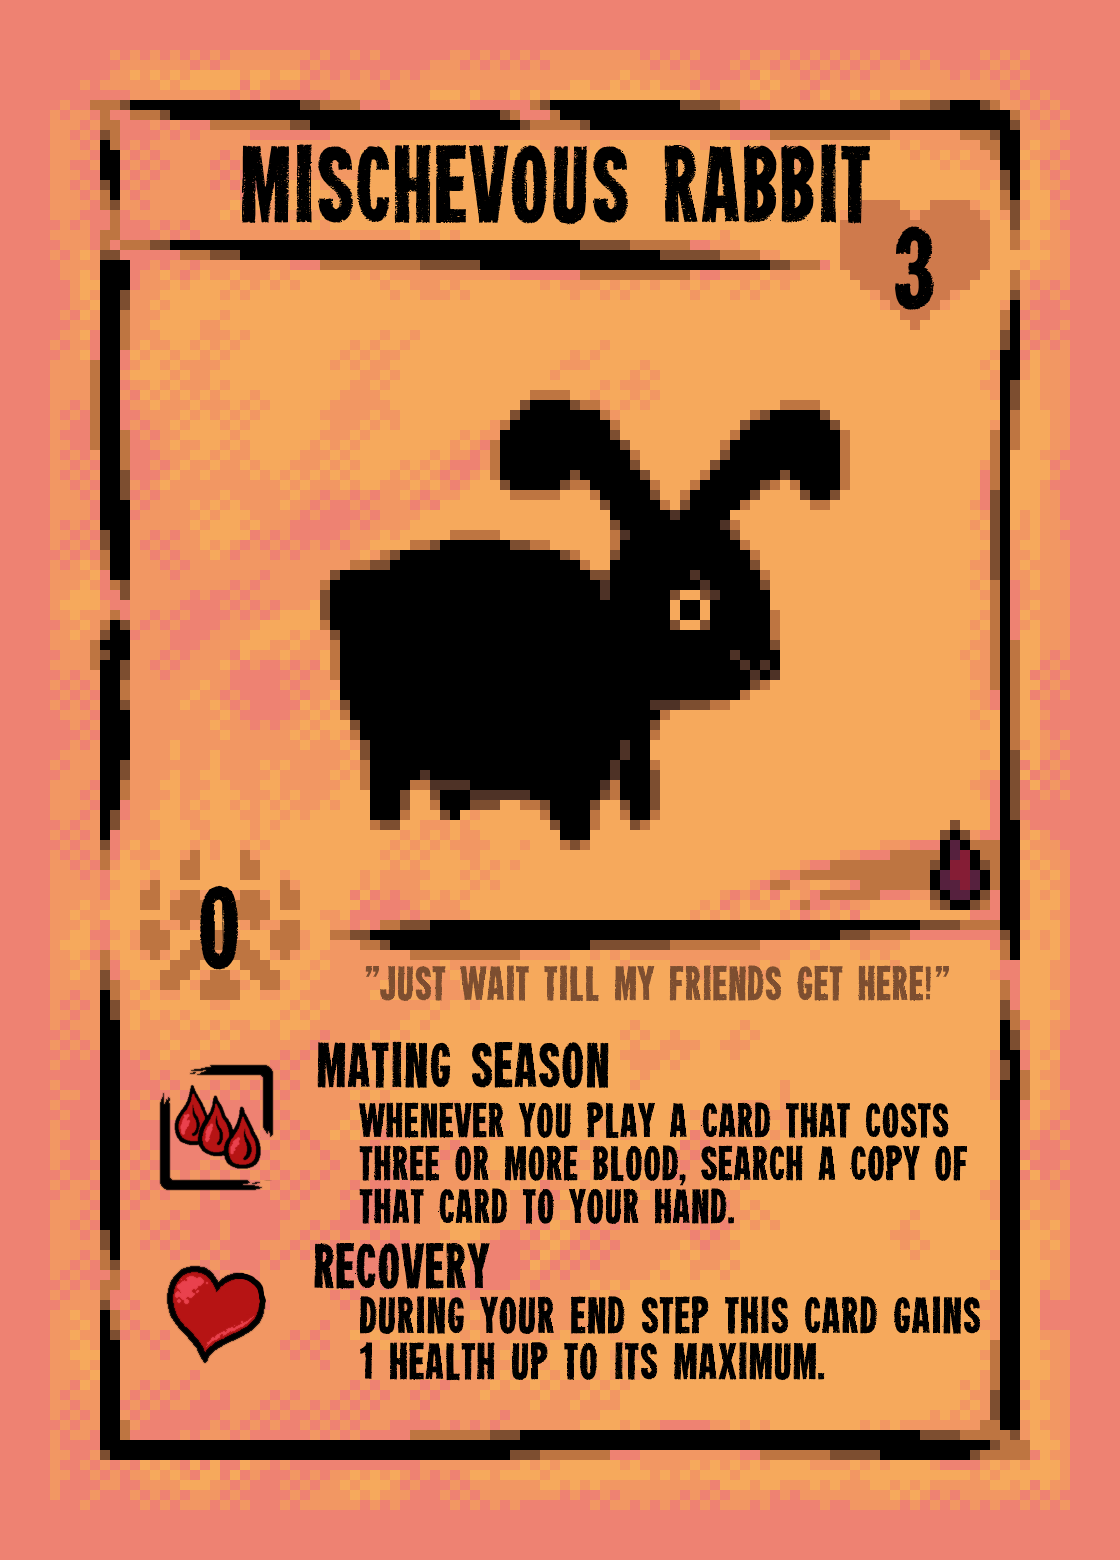 MISCHEVOUS RABBIT
3
0
"JUST WAIT TILL MY FRIENDS GET HERE!"
MATING SEASON
WHENEVER YOU PLAY A CARD THAT COSTS
THREE OR MORE BLOOD, SEARCH A COPY OF
THAT CARD TO YOUR HAND.
RECOVERY
DURING YOUR END STEP THIS CARD GAINS
1 HEALTH UP TO ITS MAXIMUM.